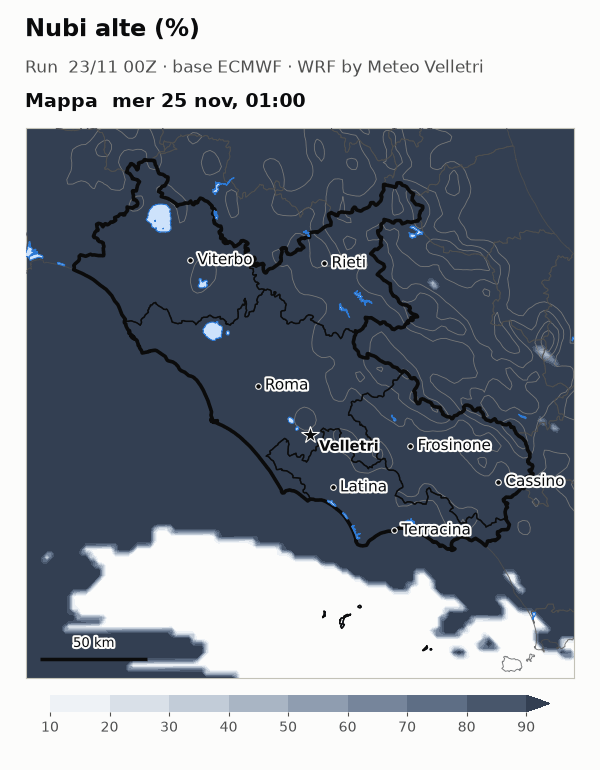 Nubi alte (%)
Run  23/11 00Z · base ECMWF · WRF by Meteo Velletri
Mappa  mer 25 nov, 01:00
Viterbo
Rieti
Roma
Velletri
Frosinone
Latina
Cassino
Terracina
50 km
10 20 30 40 50 60 70 80 90